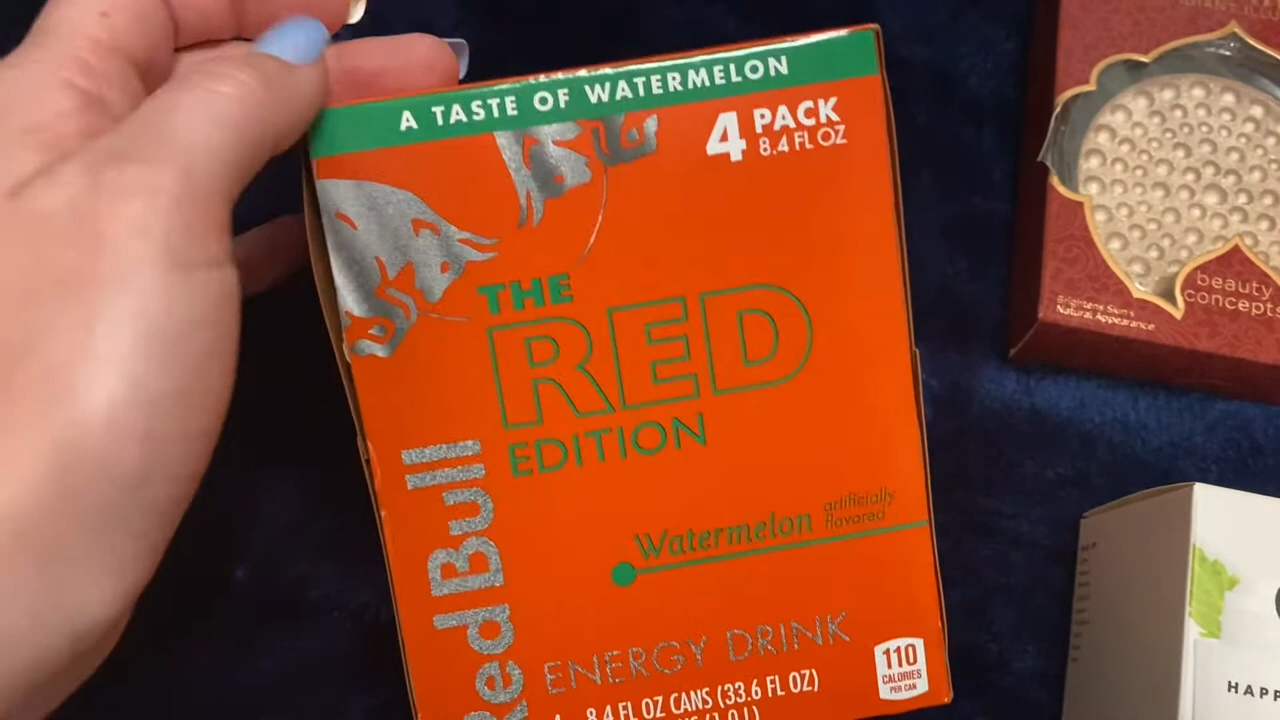 A TASTE OF WATERMELON
4 PACK
8.4 FL OZ
THE
RED
EDITION
Watermelon artificially
flavored
Red Bull
ENERGY DRINK
8.4 FL OZ CANS (33.6 FL OZ)
110
CALORIES
PER CAN
beauty
concepts
Brightens Skin's
Natural Appearance